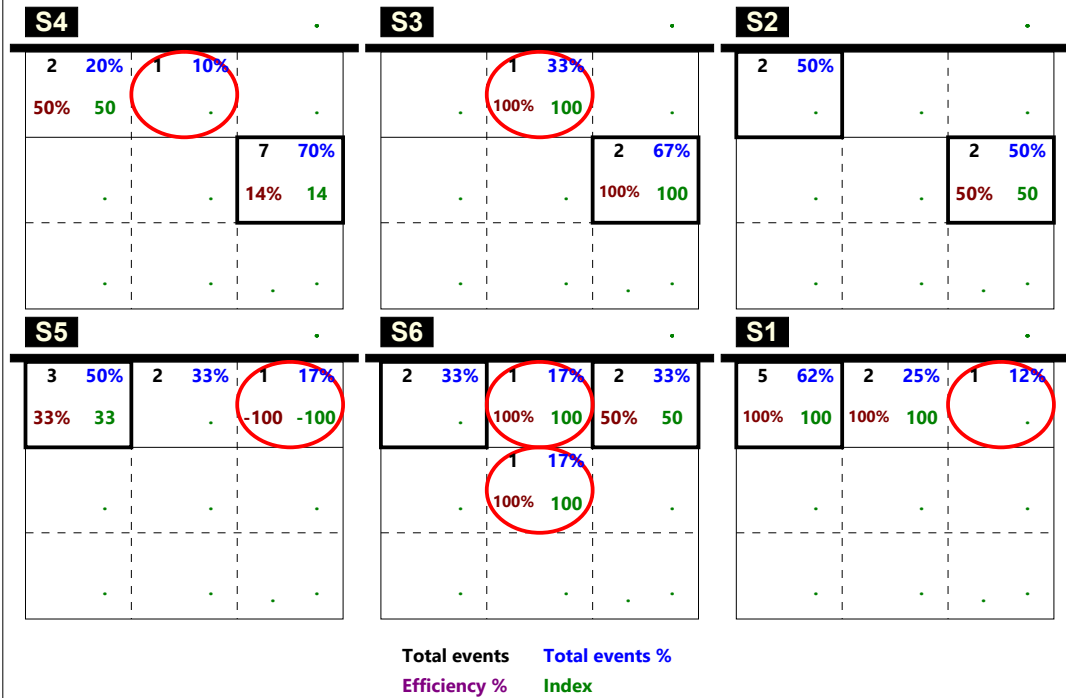 S4 S3 S2
2 20% 1 10% 1 33% 2 50%
50% 50 . . . 100% 100 . . . .
7 70% 2 67% 2 50%
. . 14% 14 . . 100% 100 . . 50% 50
. . . . . . . . . . . .
S5 S6 S1
3 50% 2 33% 1 17% 2 33% 1 17% 2 33% 5 62% 2 25% 1 12%
33% 33 . -100 -100 . 100% 100 50% 50 100% 100 100% 100 .
1 17%
. . . . 100% 100 . . . .
. . . . . . . . . . . .
Total events Total events %
Efficiency % Index